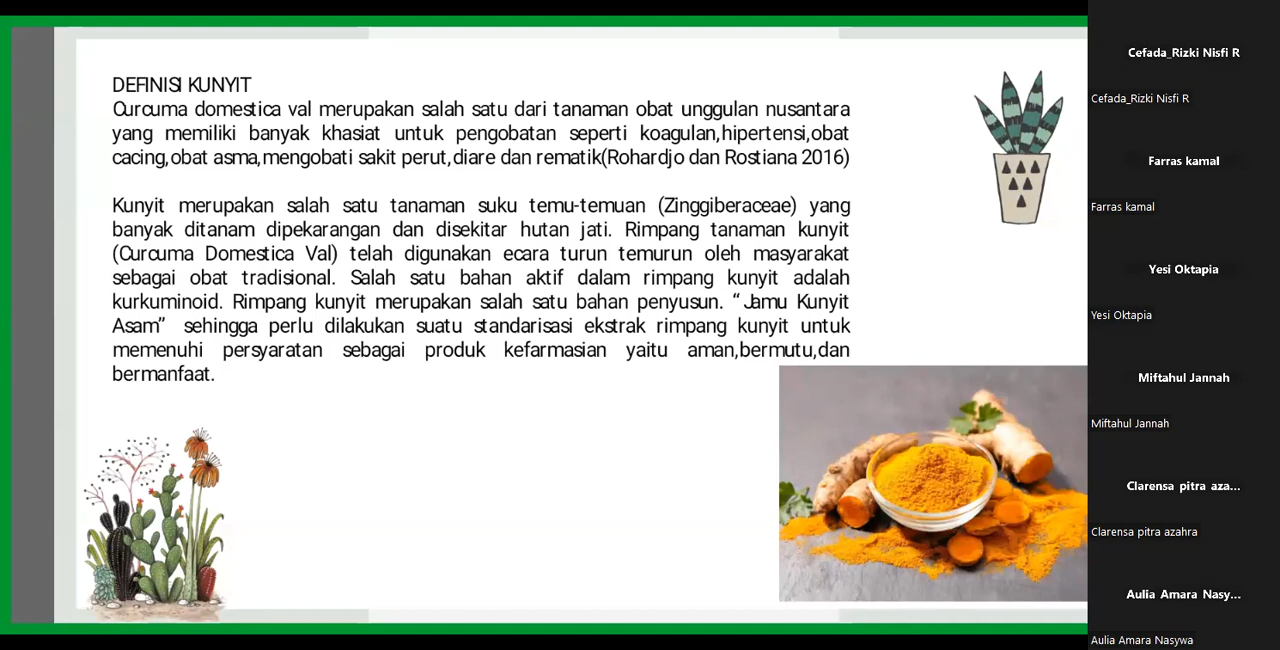 DEFINISI KUNYIT
Curcuma domestica val merupakan salah satu dari tanaman obat unggulan nusantara
yang memiliki banyak khasiat untuk pengobatan seperti koagulan,hipertensi,obat
cacing,obat asma,mengobati sakit perut,diare dan rematik(Rohardjo dan Rostiana 2016)
Kunyit merupakan salah satu tanaman suku temu-temuan (Zinggiberaceae) yang
banyak ditanam dipekarangan dan disekitar hutan jati. Rimpang tanaman kunyit
(Curcuma Domestica Val) telah digunakan ecara turun temurun oleh masyarakat
sebagai obat tradisional. Salah satu bahan aktif dalam rimpang kunyit adalah
kurkuminoid. Rimpang kunyit merupakan salah satu bahan penyusun. “Jamu Kunyit
Asam” sehingga perlu dilakukan suatu standarisasi ekstrak rimpang kunyit untuk
memenuhi persyaratan sebagai produk kefarmasian yaitu aman,bermutu,dan
bermanfaat.
Cefada_Rizki Nisfi R
Cefada_Rizki Nisfi R
Farras kamal
Farras kamal
Yesi Oktapia
Yesi Oktapia
Miftahul Jannah
Miftahul Jannah
Clarensa pitra aza...
Clarensa pitra azahra
Aulia Amara Nasy...
Aulia Amara Nasywa